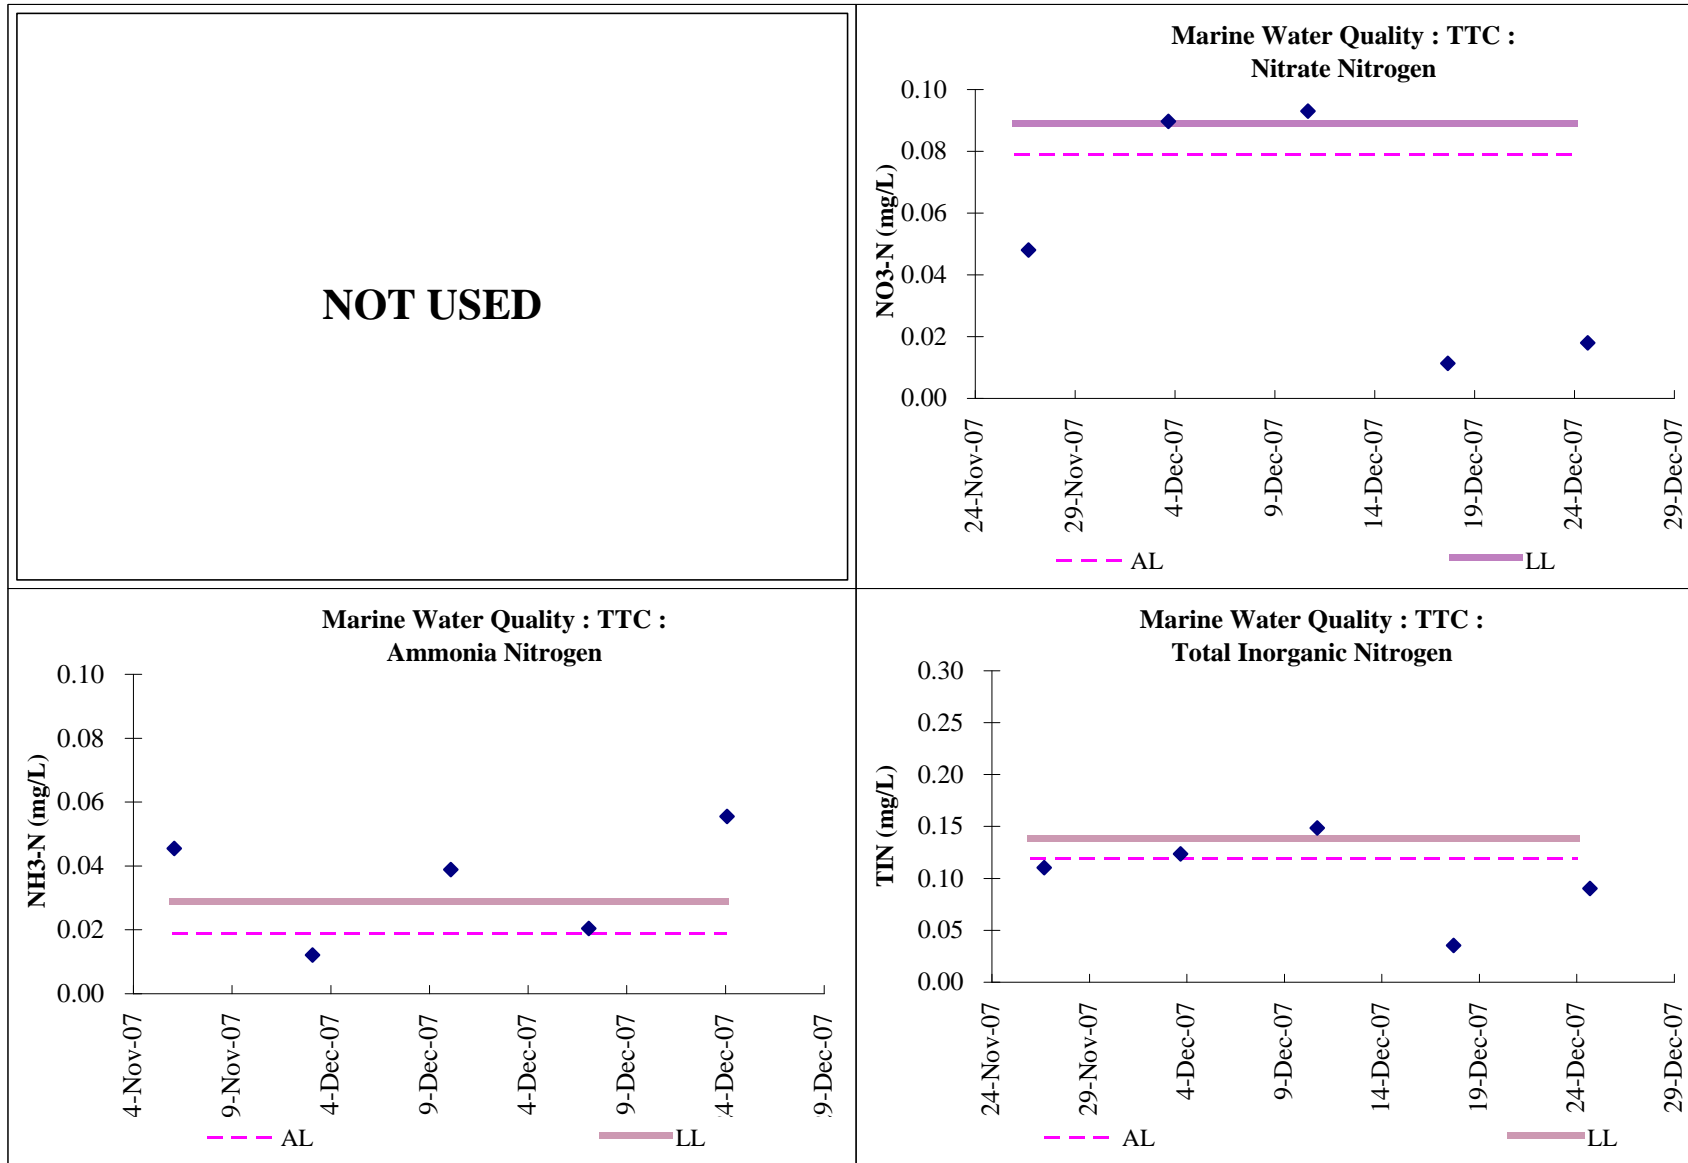 NOT USED
Marine Water Quality : TTC :
Nitrate Nitrogen
NO3-N (mg/L)
0.10
0.08
0.06
0.04
0.02
0.00
24-Nov-07
29-Nov-07
4-Dec-07
9-Dec-07
14-Dec-07
19-Dec-07
24-Dec-07
29-Dec-07
AL
LL
Marine Water Quality : TTC :
Ammonia Nitrogen
NH3-N (mg/L)
0.10
0.08
0.06
0.04
0.02
0.00
4-Nov-07
9-Nov-07
4-Dec-07
9-Dec-07
4-Dec-07
9-Dec-07
24-Dec-07
29-Dec-07
AL
LL
Marine Water Quality : TTC :
Total Inorganic Nitrogen
TIN (mg/L)
0.30
0.25
0.20
0.15
0.10
0.05
0.00
24-Nov-07
29-Nov-07
4-Dec-07
9-Dec-07
14-Dec-07
19-Dec-07
24-Dec-07
29-Dec-07
AL
LL